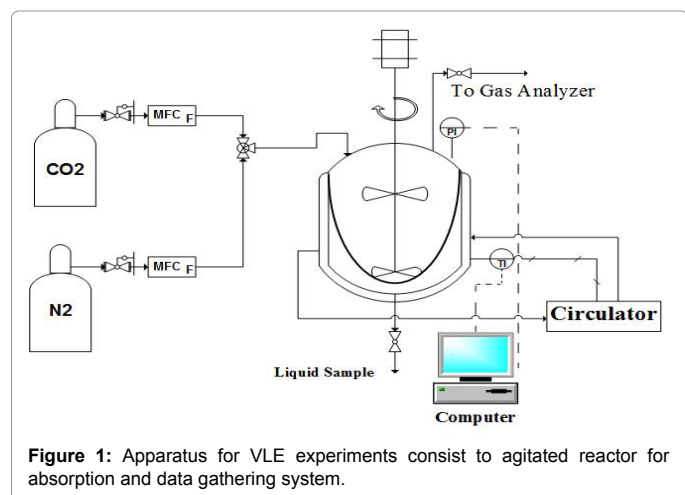 To Gas Analyzer
MFC F
PI
CO2
MFC F
TI
N2
Circulator
Liquid Sample
Computer
Figure 1: Apparatus for VLE experiments consist to agitated reactor for
absorption and data gathering system.